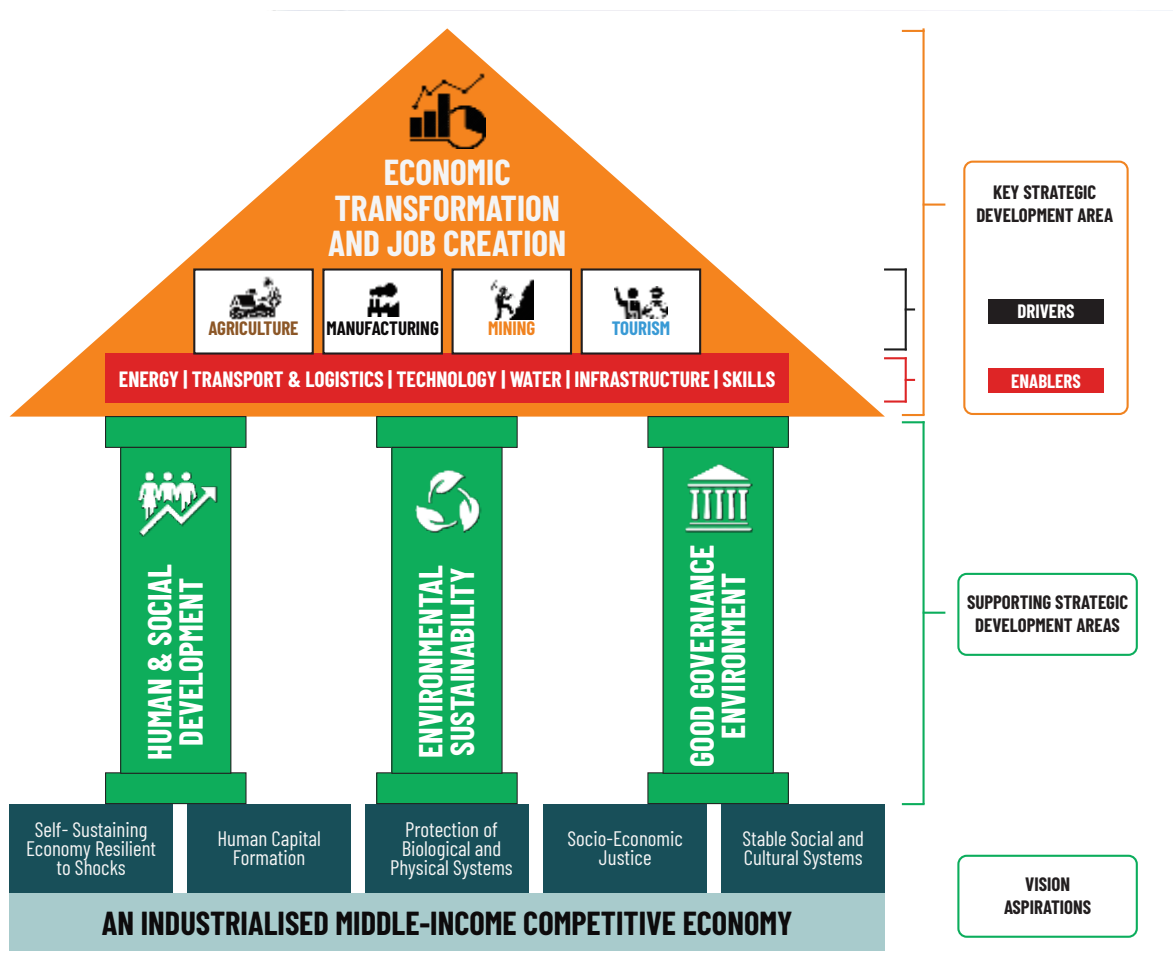 ECONOMIC
TRANSFORMATION
AND JOB CREATION
AGRICULTURE
MANUFACTURING
MINING
TOURISM
ENERGY | TRANSPORT & LOGISTICS | TECHNOLOGY | WATER | INFRASTRUCTURE | SKILLS
KEY STRATEGIC
DEVELOPMENT AREA
DRIVERS
ENABLERS
HUMAN & SOCIAL
DEVELOPMENT
ENVIRONMENTAL
SUSTAINABILITY
GOOD GOVERNANCE
ENVIRONMENT
SUPPORTING STRATEGIC
DEVELOPMENT AREAS
Self- Sustaining
Economy Resilient
to Shocks
Human Capital
Formation
Protection of
Biological and
Physical Systems
Socio-Economic
Justice
Stable Social and
Cultural Systems
AN INDUSTRIALISED MIDDLE-INCOME COMPETITIVE ECONOMY
VISION
ASPIRATIONS